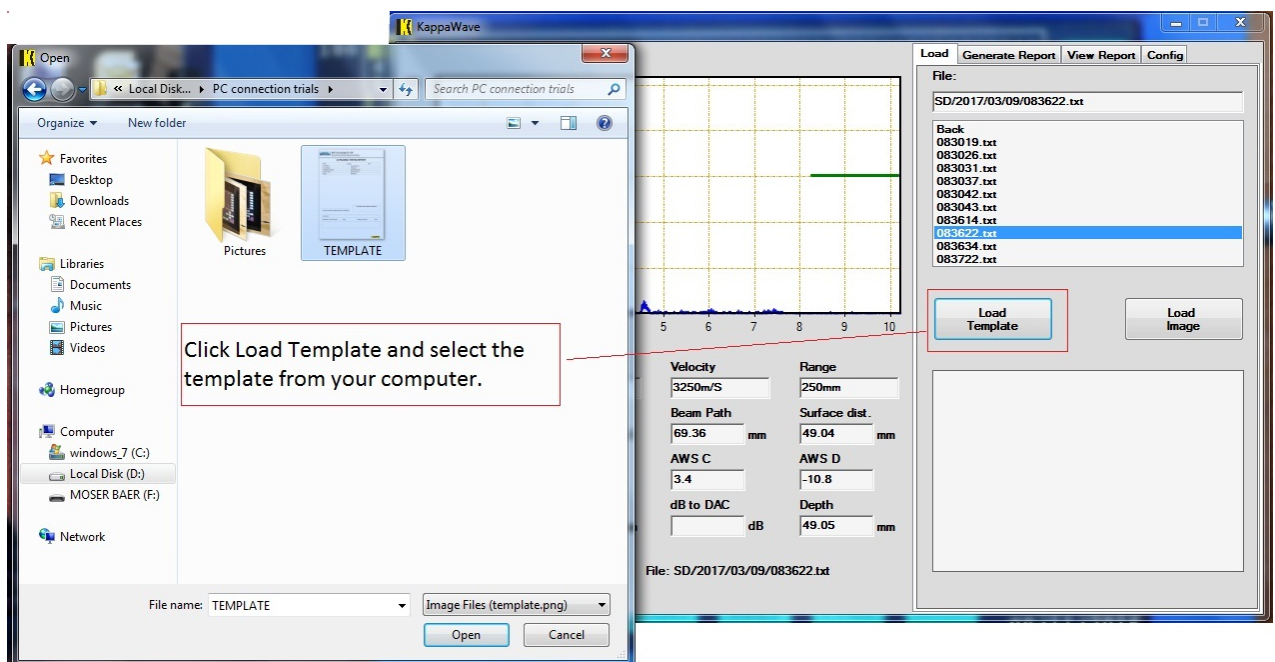 KappaWave
Open
« Local Disk... ▸ PC connection trials ▸
Search PC connection trials
Organize ▾ New folder
Favorites
Desktop
Downloads
Recent Places
Libraries
Documents
Music
Pictures
Videos
Homegroup
Computer
windows_7 (C:)
Local Disk (D:)
MOSER BAER (F:)
Network
Pictures
TEMPLATE
Click Load Template and select the
template from your computer.
File name: TEMPLATE
Image Files (template.png)
Open Cancel
5 6 7 8 9 10
Velocity Range
3250m/S 250mm
Beam Path Surface dist.
69.36 mm 49.04 mm
AWS C AWS D
3.4 -10.8
dB to DAC Depth
dB 49.05 mm
File: SD/2017/03/09/083622.txt
Load Generate Report View Report Config
File:
SD/2017/03/09/083622.txt
Back
083019.txt
083026.txt
083031.txt
083037.txt
083042.txt
083043.txt
083614.txt
083622.txt
083634.txt
083722.txt
Load
Template
Load
Image